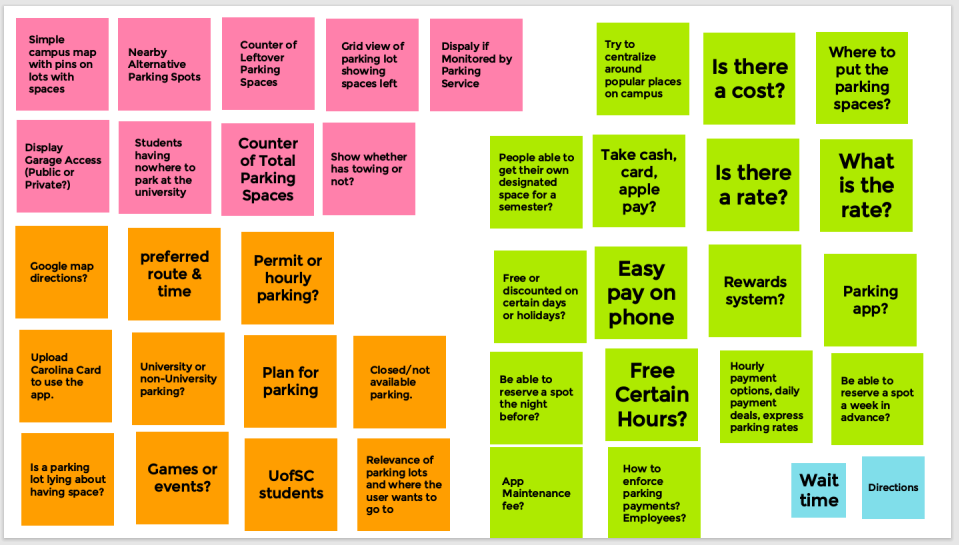 Simple
campus map
with pins on
lots with
spaces
Nearby
Alternative
Parking Spots
Counter of
Leftover
Parking
Spaces
Grid view of
parking lot
showing
spaces left
Dispaly if
Monitored by
Parking
Service
Display
Garage Access
(Public or
Private?)
Students
having
nowhere to
park at the
university
Counter
of Total
Parking
Spaces
Show whether
has towing or
not?
Google map
directions?
preferred
route &
time
Permit or
hourly
parking?
Upload
Carolina Card
to use the
app.
University or
non-University
parking?
Plan for
parking
Closed/not
available
parking.
Is a parking
lot lying about
having space?
Games or
events?
UofSC
students
Relevance of
parking lots
and where the
user wants to
go to
Try to
centralize
around
popular places
on campus
Is there
a cost?
Where to
put the
parking
spaces?
People able to
get their own
designated
space for a
semester?
Take cash,
card,
apple
pay?
Is there
a rate?
What
is the
rate?
Free or
discounted on
certain days
or holidays?
Easy
pay on
phone
Rewards
system?
Parking
app?
Be able to
reserve a spot
the night
before?
Free
Certain
Hours?
Hourly
payment
options, daily
payment
deals, express
parking rates
Be able to
reserve a spot
a week in
advance?
App
Maintenance
fee?
How to
enforce
parking
payments?
Employees?
Wait
time
Directions